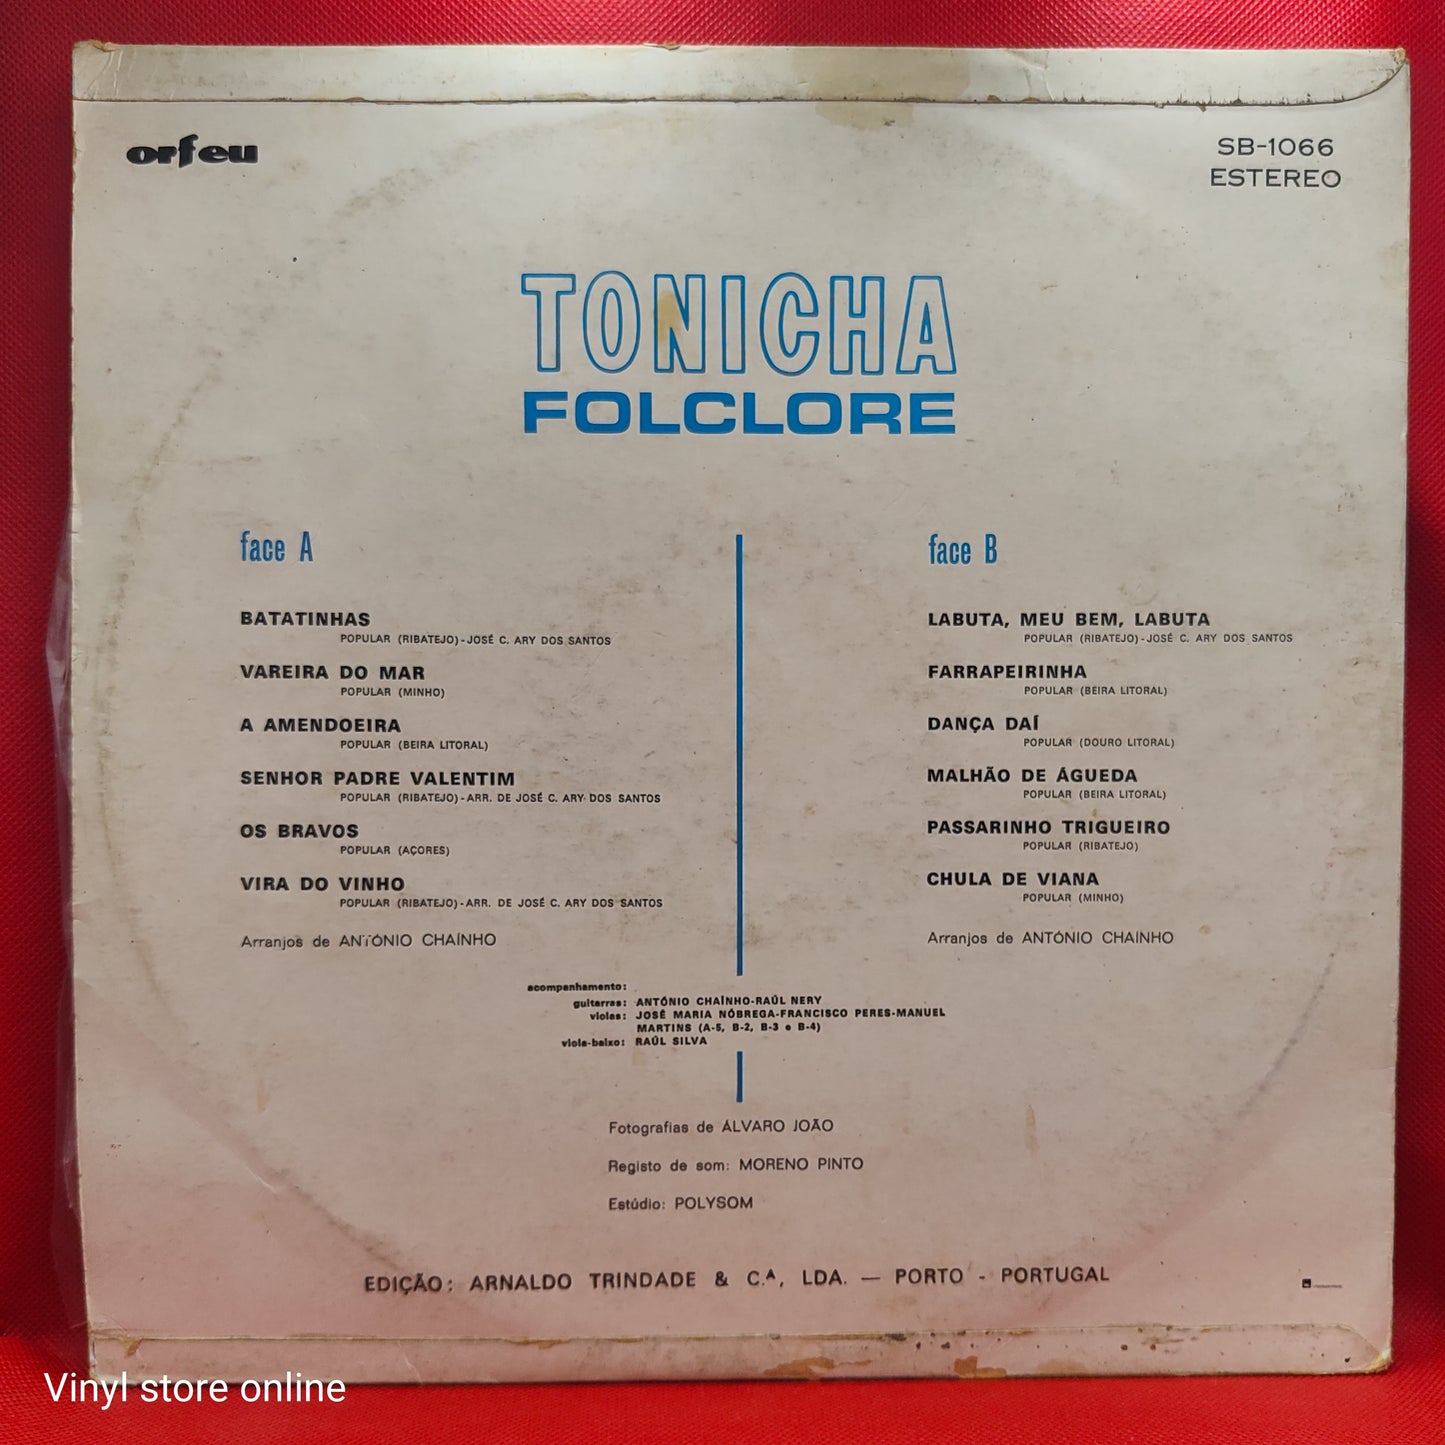 orfeu
SB-1066
ESTEREO
TONICHA
FOLCLORE
face A
BATATINHAS
POPULAR (RIBATEJO)-JOSÉ C. ARY DOS SANTOS
VAREIRA DO MAR
POPULAR (MINHO)
A AMENDOEIRA
POPULAR (BEIRA LITORAL)
SENHOR PADRE VALENTIM
POPULAR (RIBATEJO)-ARR. DE JOSÉ C. ARY DOS SANTOS
OS BRAVOS
POPULAR (AÇORES)
VIRA DO VINHO
POPULAR (RIBATEJO)-ARR. DE JOSÉ C. ARY DOS SANTOS
Arranjos de ANTÓNIO CHAÍNHO
face B
LABUTA, MEU BEM, LABUTA
POPULAR (RIBATEJO)-JOSÉ C. ARY DOS SANTOS
FARRAPEIRINHA
POPULAR (BEIRA LITORAL)
DANÇA DAÍ
POPULAR (DOURO LITORAL)
MALHÃO DE ÁGUEDA
POPULAR (BEIRA LITORAL)
PASSARINHO TRIGUEIRO
POPULAR (RIBATEJO)
CHULA DE VIANA
POPULAR (MINHO)
Arranjos de ANTÓNIO CHAÍNHO
acompanhamento:
guitarras: ANTÓNIO CHAÍNHO-RAÚL NERY
violas: JOSÉ MARIA NÓBREGA-FRANCISCO PERES-MANUEL
MARTINS (A-5, B-2, B-3 e B-4)
viola-baixo: RAÚL SILVA
Fotografias de ÁLVARO JOÃO
Registo de som: MORENO PINTO
Estúdio: POLYSOM
EDIÇÃO: ARNALDO TRINDADE & C.ᴬ, LDA. — PORTO - PORTUGAL
Vinyl store online